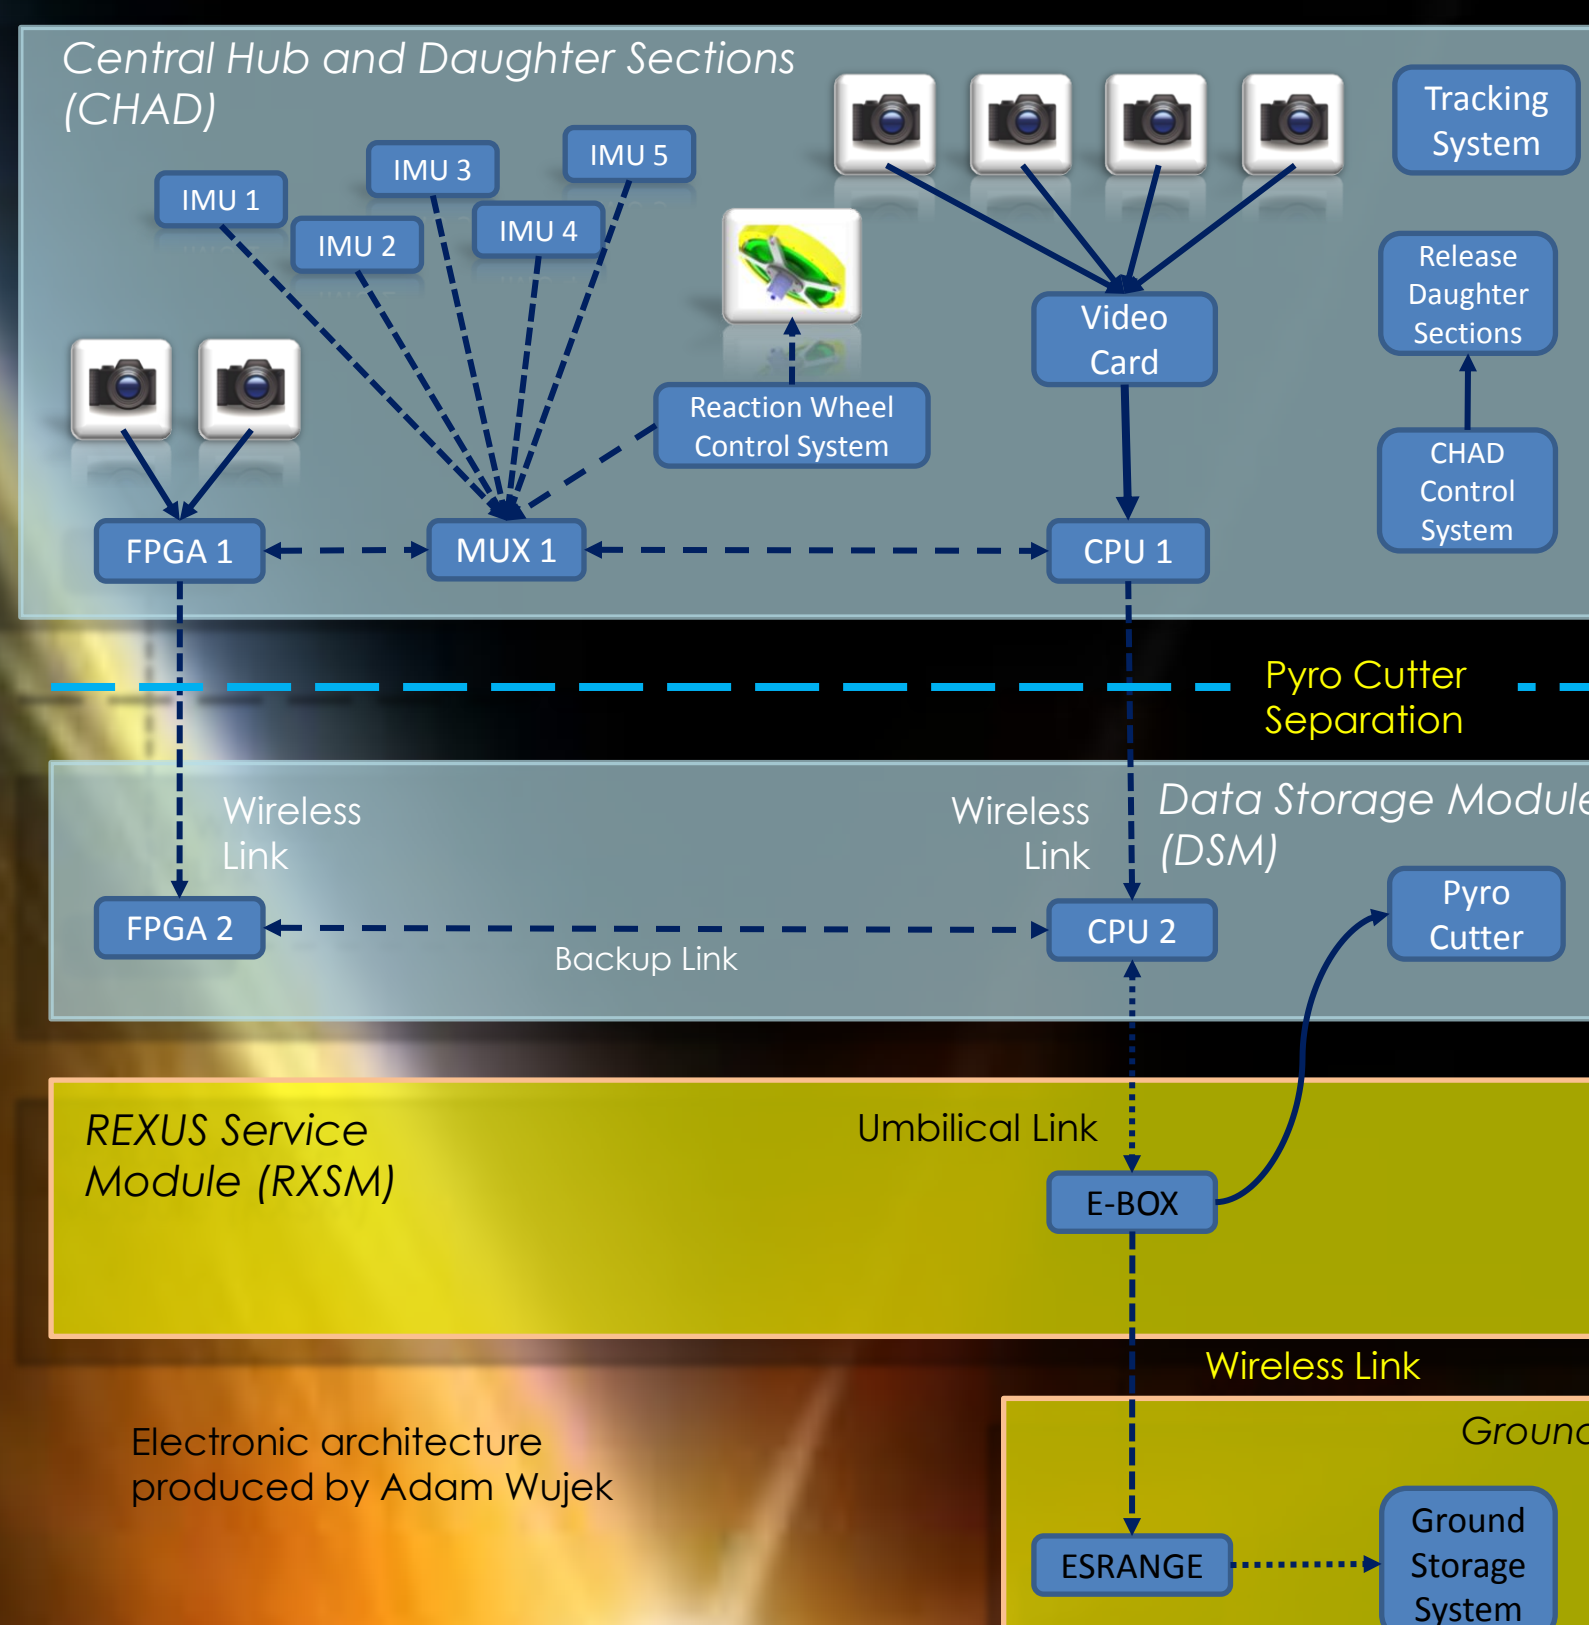 Central Hub and Daughter Sections
(CHAD)
Tracking
System
IMU 1
IMU 2
IMU 3
IMU 4
IMU 5
Release
Daughter
Sections
Video
Card
Reaction Wheel
Control System
CHAD
Control
System
FPGA 1
MUX 1
CPU 1
Pyro Cutter
Separation
Wireless
Link
Wireless
Link
Data Storage Module
(DSM)
Pyro
Cutter
FPGA 2
CPU 2
Backup Link
REXUS Service
Module (RXSM)
Umbilical Link
E-BOX
Wireless Link
Electronic architecture
produced by Adam Wujek
Ground
ESRANGE
Ground
Storage
System